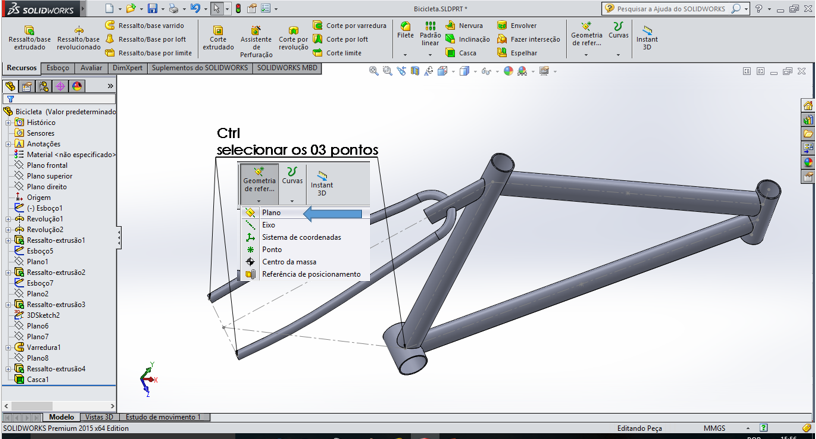 SOLIDWORKS
Bicicleta.SLDPRT *
Pesquisar a Ajuda do SOLIDWORKS
Ressalto/base extrudado
Ressalto/base revolucionado
Ressalto/base varrido
Ressalto/base por loft
Ressalto/base por limite
Corte extrudado
Assistente de Perfuração
Corte por revolução
Corte por varredura
Corte por loft
Corte limite
Filete
Padrão linear
Nervura
Inclinação
Casca
Envolver
Fazer interseção
Espelhar
Geometria de refer...
Curvas
Instant 3D
Recursos
Esboço
Avaliar
DimXpert
Suplementos do SOLIDWORKS
SOLIDWORKS MBD
Bicicleta (Valor predeterminado
Histórico
Sensores
Anotações
Material <não especificado>
Plano frontal
Plano superior
Plano direito
Origem
(-) Esboço1
Revolução1
Revolução2
Ressalto-extrusão1
Esboço5
Plano1
Ressalto-extrusão2
Esboço7
Plano2
Ressalto-extrusão3
3DSketch2
Plano6
Plano7
Varredura1
Plano8
Ressalto-extrusão4
Casca1
Ctrl
selecionar os 03 pontos
Geometria de refer...
Curvas
Instant 3D
Plano
Eixo
Sistema de coordenadas
Ponto
Centro da massa
Referência de posicionamento
Y
X
Z
Modelo
Vistas 3D
Estudo de movimento 1
SOLIDWORKS Premium 2015 x64 Edition
Editando Peça
MMGS